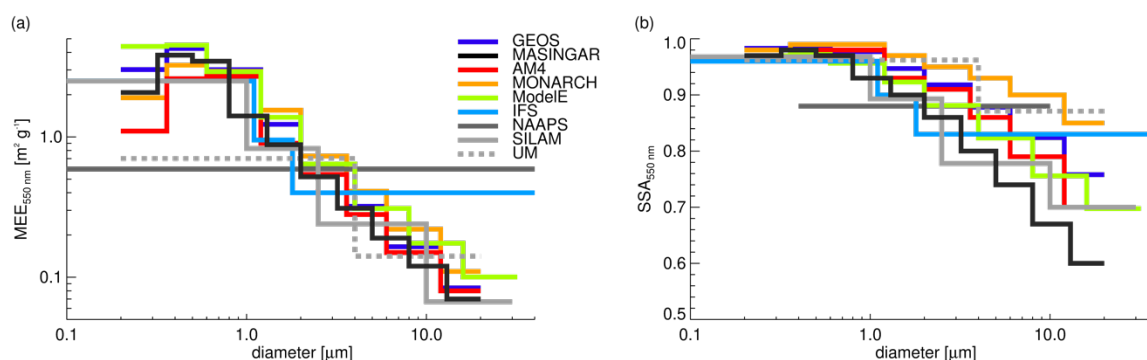 (a)
MEE550 nm [m2 g-1]
1.0
0.1
0.1
1.0
10.0
diameter [μm]
GEOS
MASINGAR
AM4
MONARCH
ModelE
IFS
NAAPS
SILAM
UM
(b)
SSA550 nm
1.0
0.9
0.8
0.7
0.6
0.5
0.1
1.0
10.0
diameter [μm]